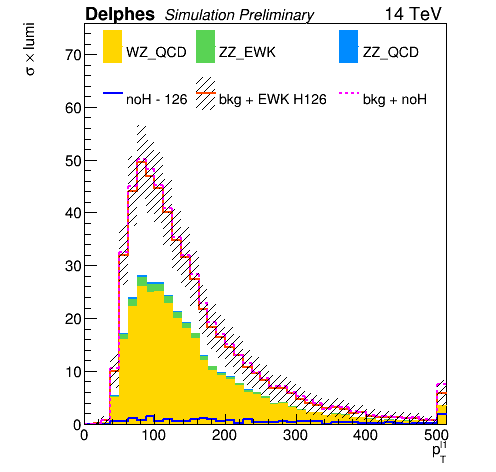 Delphes Simulation Preliminary 14 TeV
σ × lumi
WZ_QCD ZZ_EWK ZZ_QCD
noH - 126 bkg + EWK H126 bkg + noH
70
60
50
40
30
20
10
0
0 100 200 300 400 500
p_T^l1